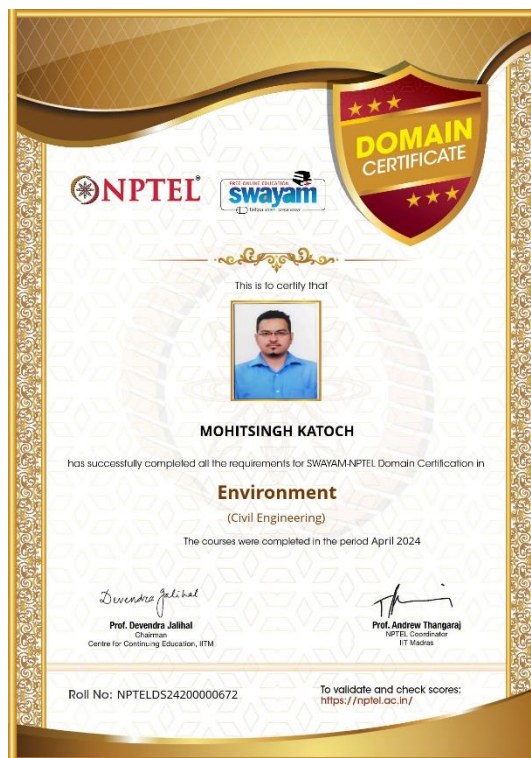 DOMAIN
CERTIFICATE
NPTEL®
FREE ONLINE EDUCATION
swayam
This is to certify that
MOHITSINGH KATOCH
has successfully completed all the requirements for SWAYAM-NPTEL Domain Certification in
Environment
(Civil Engineering)
The courses were completed in the period April 2024
Devendra Jalihal
Prof. Devendra Jalihal
Chairman
Centre for Continuing Education, IITM
Prof. Andrew Thangaraj
NPTEL Coordinator
IIT Madras
Roll No: NPTELDS24200000672
To validate and check scores:
https://nptel.ac.in/